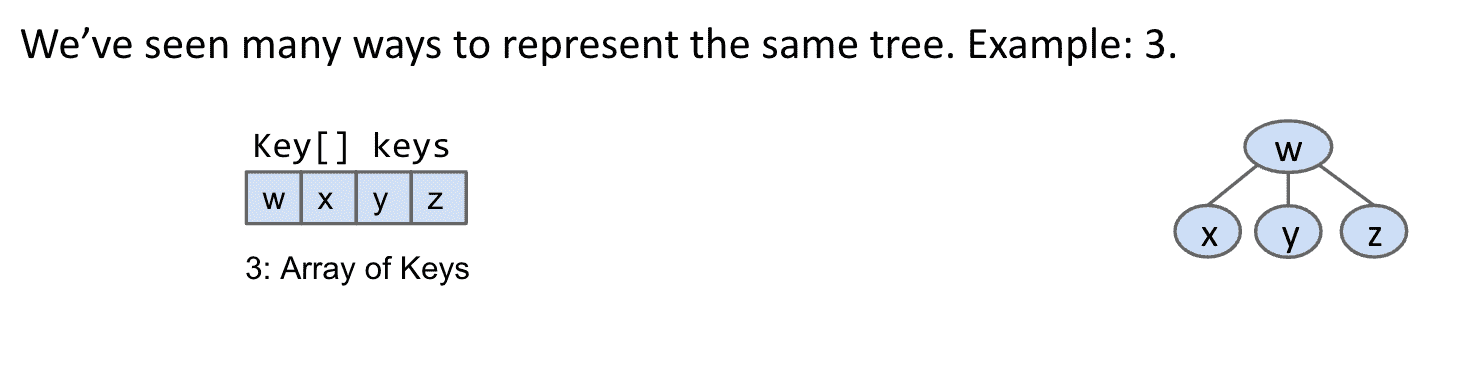 We’ve seen many ways to represent the same tree. Example: 3.
Key[] keys
w x y z
3: Array of Keys
w
x y z